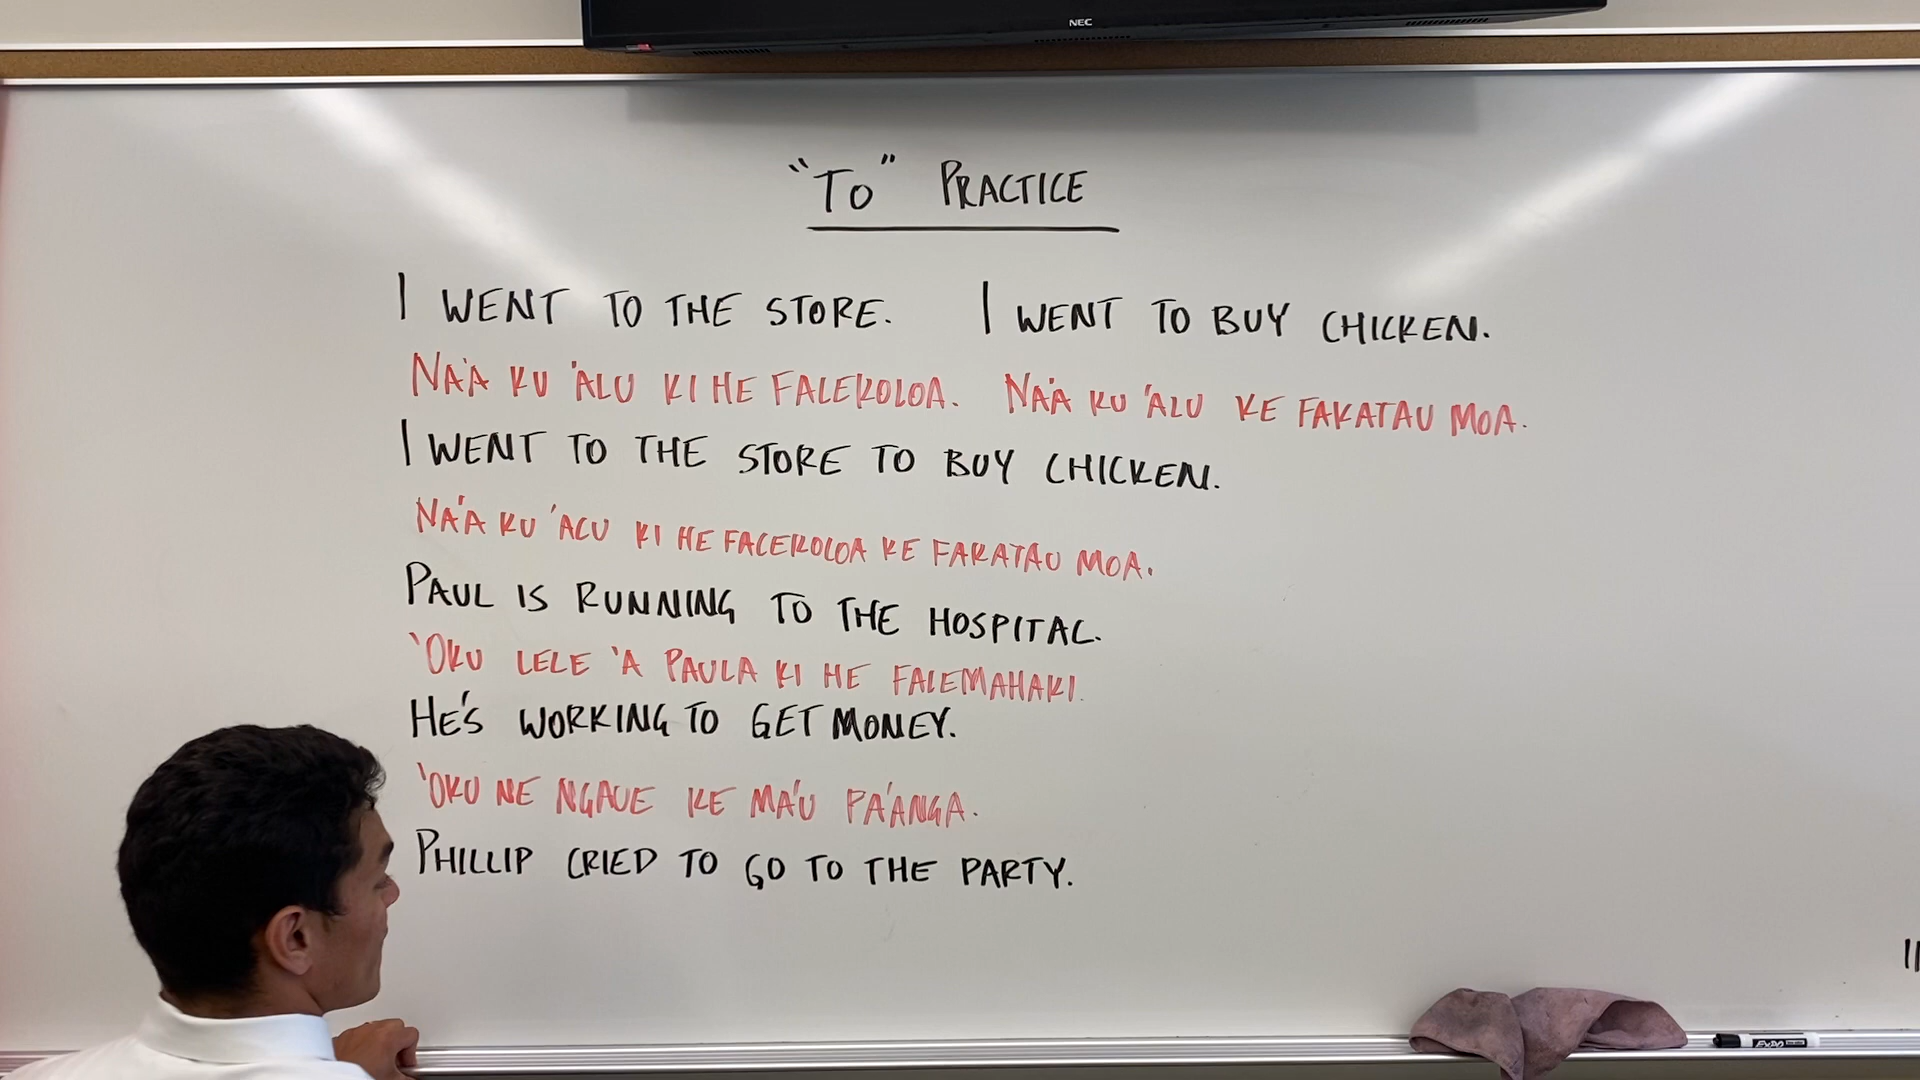 NEC
“To” PRACTICE
I WENT TO THE STORE. I WENT TO BUY CHICKEN.
NA'A KU 'ALU KI HE FALEKOLOA. NA'A KU 'ALU KE FAKATAU MOA.
I WENT TO THE STORE TO BUY CHICKEN.
NA'A KU 'ALU KI HE FALEKOLOA KE FAKATAU MOA.
PAUL IS RUNNING TO THE HOSPITAL.
'OKU LELE 'A PAULA KI HE FALEMAHAKI.
HE'S WORKING TO GET MONEY.
'OKU NE NGAUE KE MA'U PA'ANGA.
PHILLIP CRIED TO GO TO THE PARTY.
EXPO